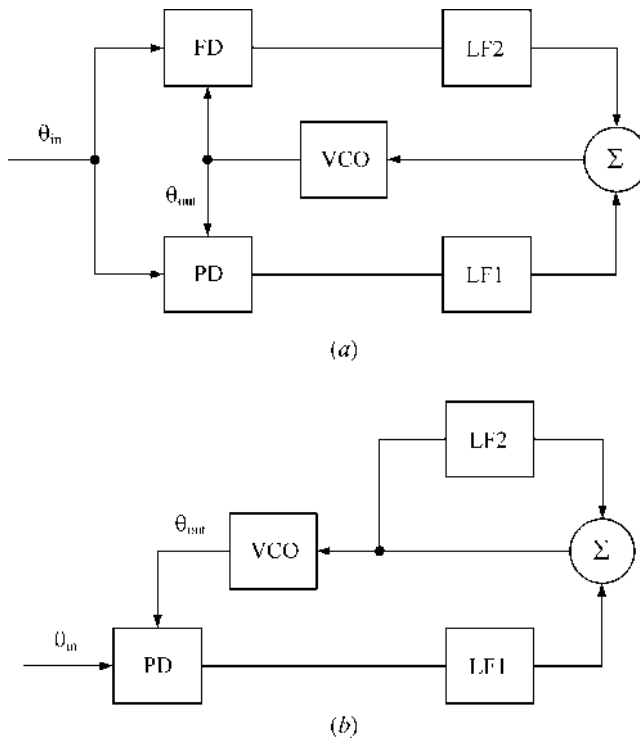 FD
LF2
θin
VCO
Σ
θout
PD
LF1
(a)
LF2
θout
VCO
Σ
θin
PD
LF1
(b)